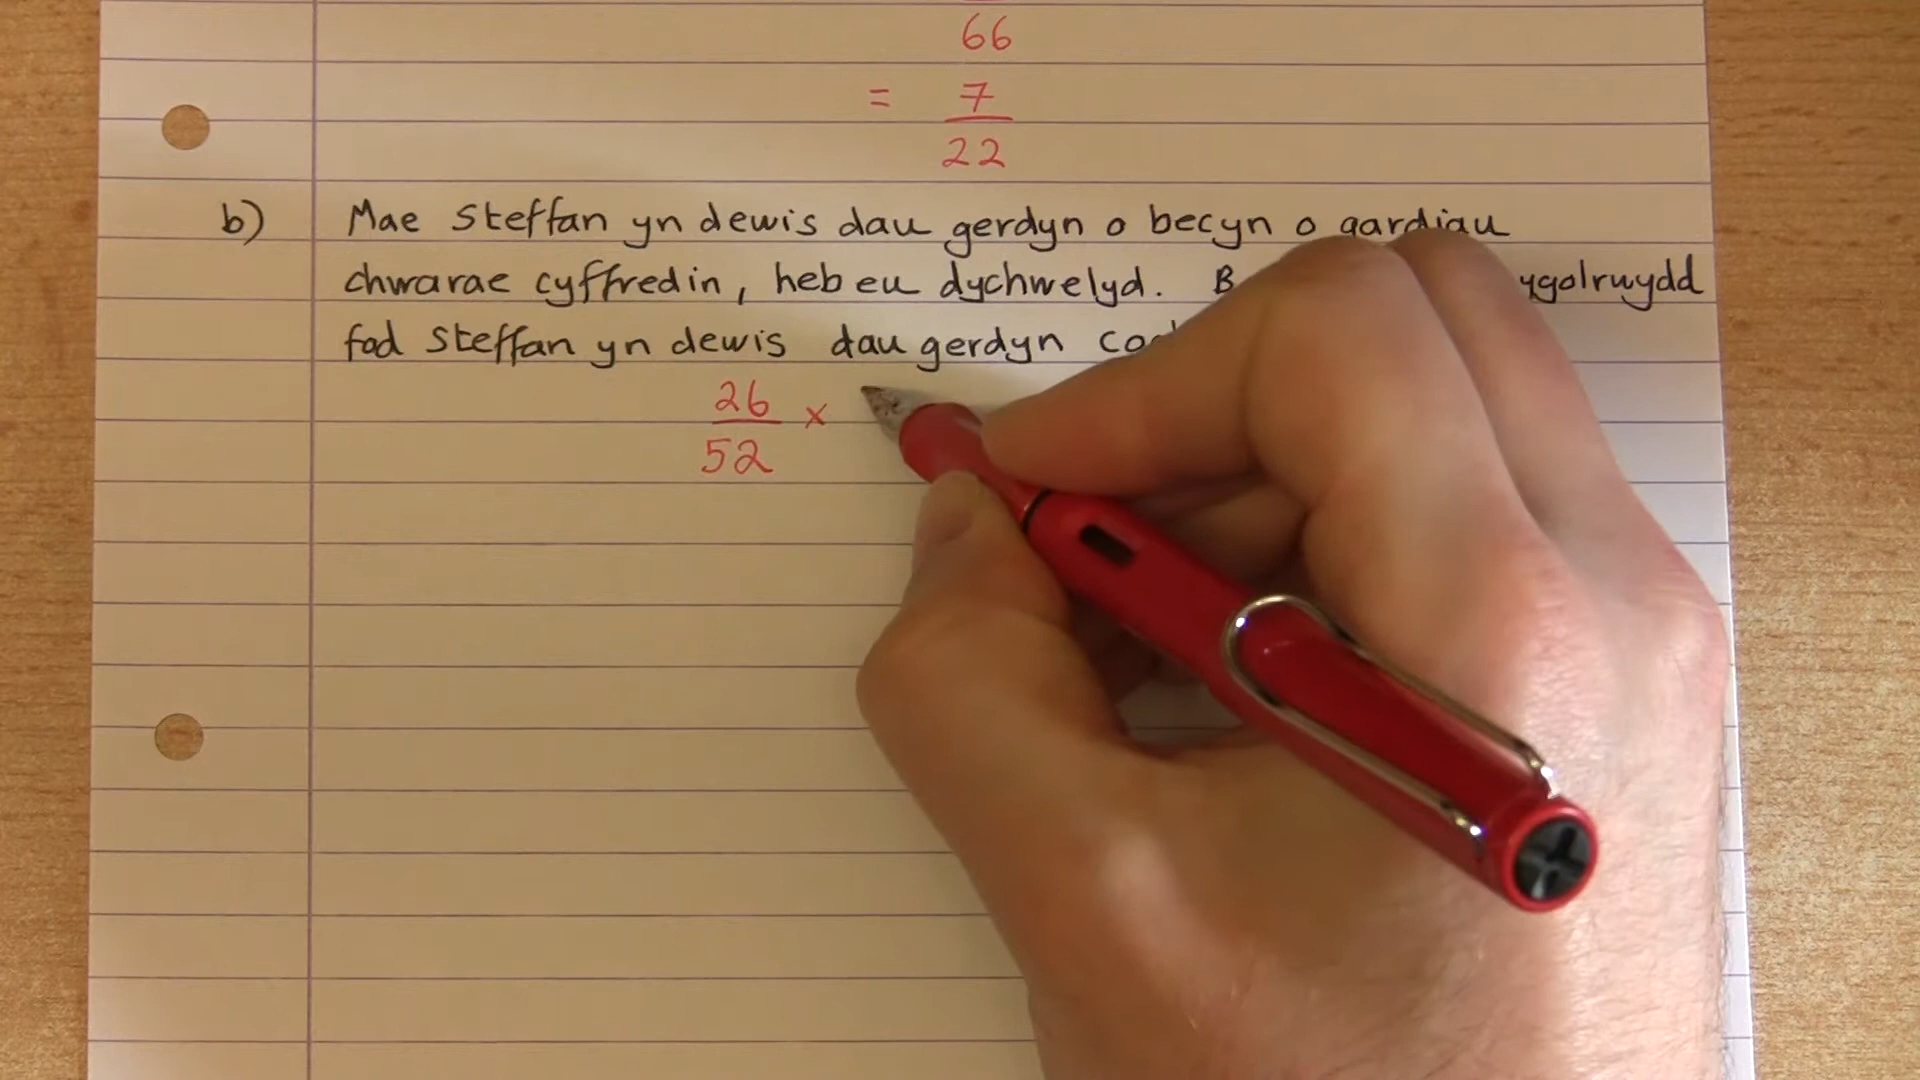 66
= 7
22
b) Mae Steffan yn dewis dau gerdyn o becyn o gardiau
chwarae cyffredin, heb eu dychwelyd.
fod Steffan yn dewis dau gerdyn
26 ×
52